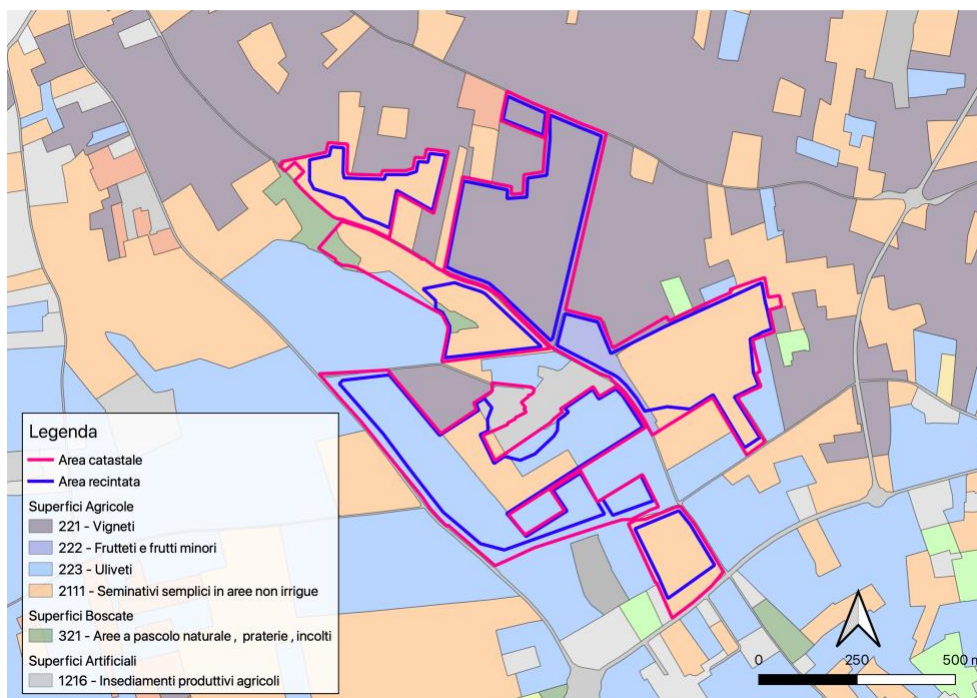 Legenda
Area catastale
Area recintata
Superfici Agricole
221 - Vigneti
222 - Frutteti e frutti minori
223 - Uliveti
2111 - Seminativi semplici in aree non irrigue
Superfici Boscate
321 - Aree a pascolo naturale , praterie , incolti
Superfici Artificiali
1216 - Insediamenti produttivi agricoli
0 250 500 m